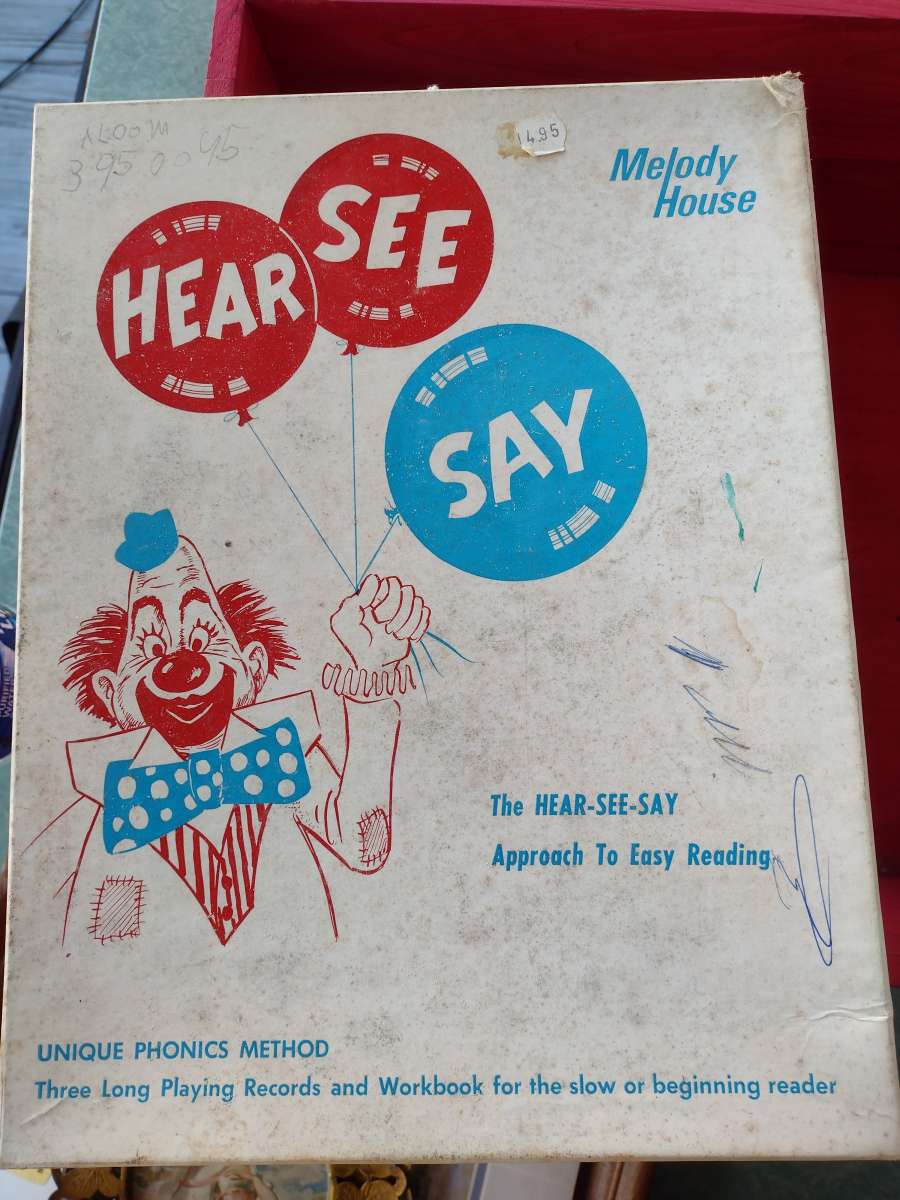 4.95
Melody
House
HEAR
SEE
SAY
The HEAR-SEE-SAY
Approach To Easy Reading
UNIQUE PHONICS METHOD
Three Long Playing Records and Workbook for the slow or beginning reader